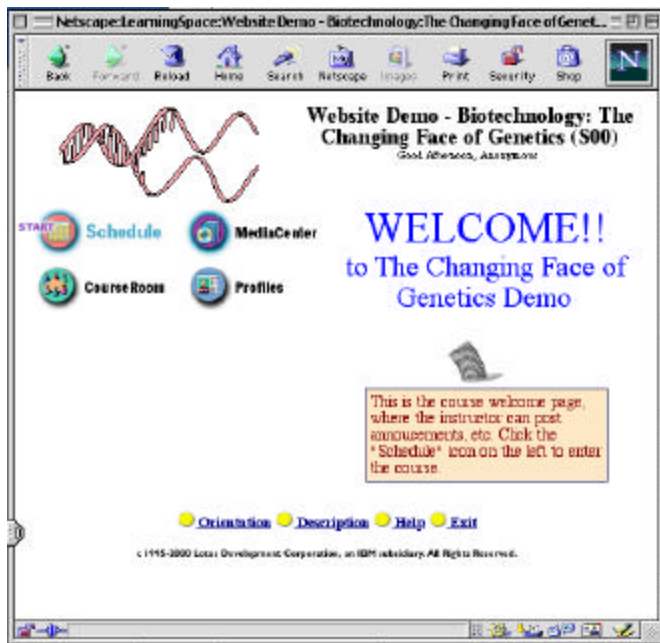 Netscape:LearningSpace:Website Demo - Biotechnology:The Changing Face of Genet...
Back Forward Reload Home Search Netscape Images Print Security Shop
N
Website Demo - Biotechnology: The
Changing Face of Genetics (S00)
Good Afternoon, Anonymous
START
Schedule
MediaCenter
CourseRoom
Profiles
WELCOME!!
to The Changing Face of
Genetics Demo
This is the course welcome page,
where the instructor can post
annoucements, etc. Click the
"Schedule" icon on the left to enter
the course.
Orientation Description Help Exit
c 1995-2000 Lotus Development Corporation, an IBM subsidiary. All Rights Reserved.